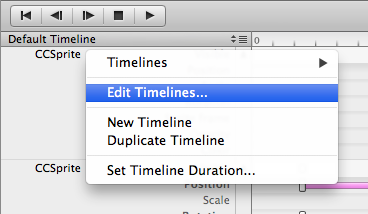 Default Timeline
0
CCSprite
Timelines
Edit Timelines...
New Timeline
Duplicate Timeline
CCSprite
Set Timeline Duration...
Position
Scale